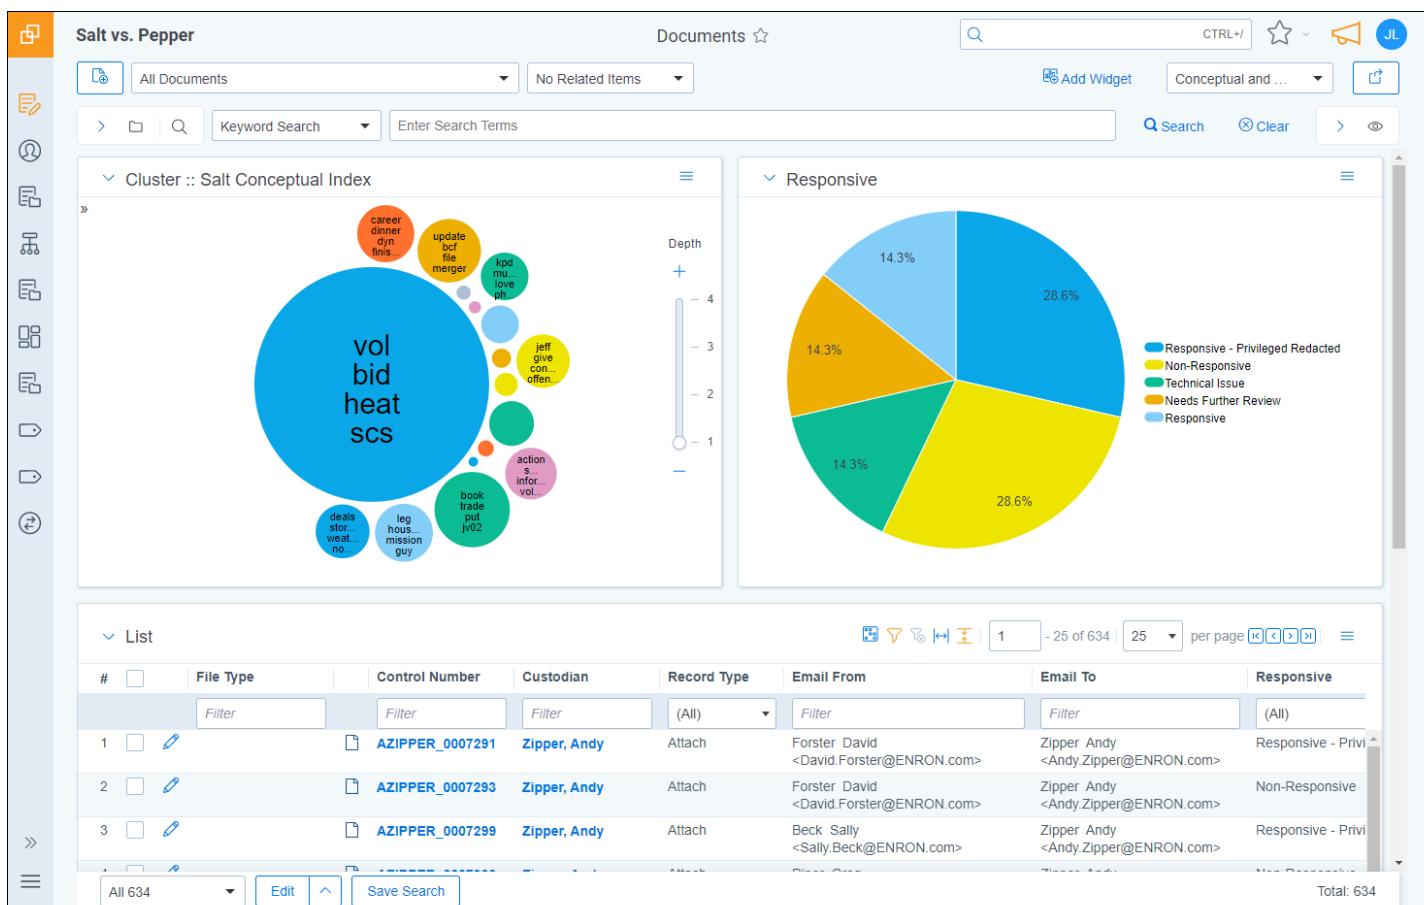 Salt vs. Pepper
Documents
CTRL+/
JL
All Documents
No Related Items
Add Widget
Conceptual and ...
Keyword Search
Enter Search Terms
Search
Clear
Cluster :: Salt Conceptual Index
»
career
dinner
dyn
finis...
update
bcf
file
merger
kpd
mu...
love
ph...
vol
bid
heat
scs
jeff
give
con...
offen...
action
s...
infor...
vol...
book
trade
put
jv02
leg
hous...
mission
guy
deals
stor...
weat...
no...
Depth
+
4
3
2
1
−
Responsive
14.3%
28.6%
14.3%
14.3%
28.6%
Responsive - Privileged Redacted
Non-Responsive
Technical Issue
Needs Further Review
Responsive
List
1 - 25 of 634 25 per page
# File Type Control Number Custodian Record Type Email From Email To Responsive
Filter Filter Filter (All) Filter Filter (All)
1 AZIPPER_0007291 Zipper, Andy Attach Forster David Zipper Andy Responsive - Privi
<David.Forster@ENRON.com> <Andy.Zipper@ENRON.com>
2 AZIPPER_0007293 Zipper, Andy Attach Forster David Zipper Andy Non-Responsive
<David.Forster@ENRON.com> <Andy.Zipper@ENRON.com>
3 AZIPPER_0007299 Zipper, Andy Attach Beck Sally Zipper Andy Responsive - Privi
<Sally.Beck@ENRON.com> <Andy.Zipper@ENRON.com>
All 634 Edit Save Search Total: 634